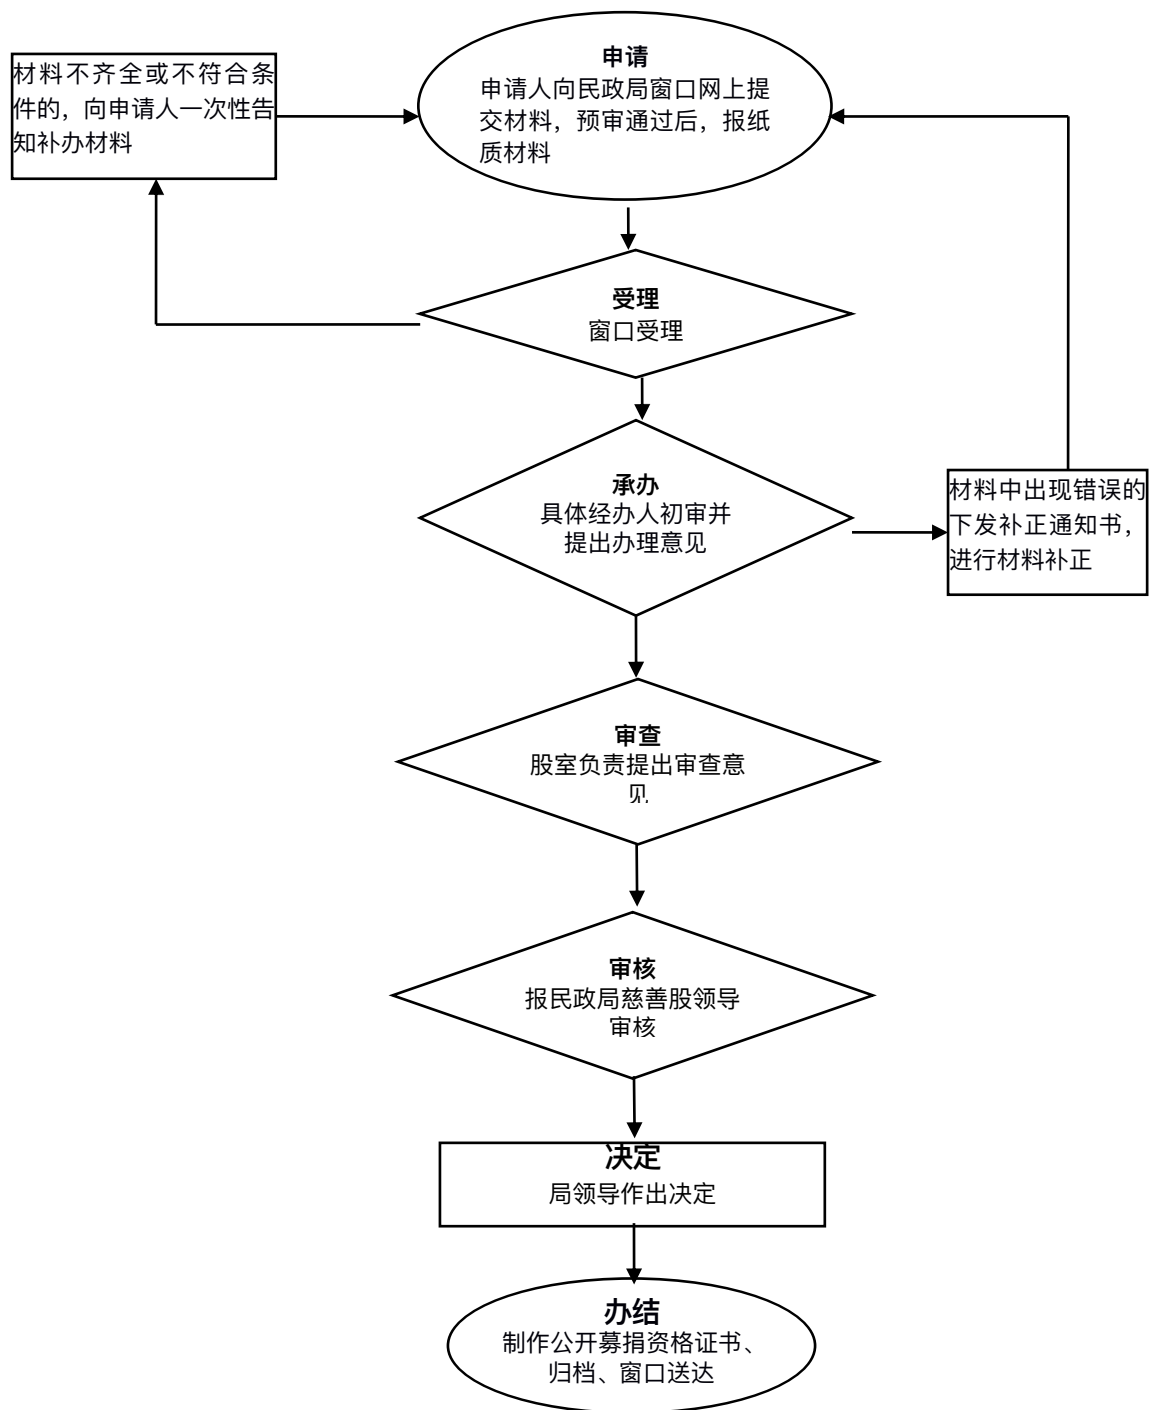 申请
申请人向民政局窗口网上提
交材料，预审通过后，报纸
质材料
材料不齐全或不符合条
件的，向申请人一次性告
知补办材料
受理
窗口受理
承办
具体经办人初审并
提出办理意见
材料中出现错误的
下发补正通知书，
进行材料补正
审查
股室负责提出审查意
见
审核
报民政局慈善股领导
审核
决定
局领导作出决定
办结
制作公开募捐资格证书、
归档、窗口送达